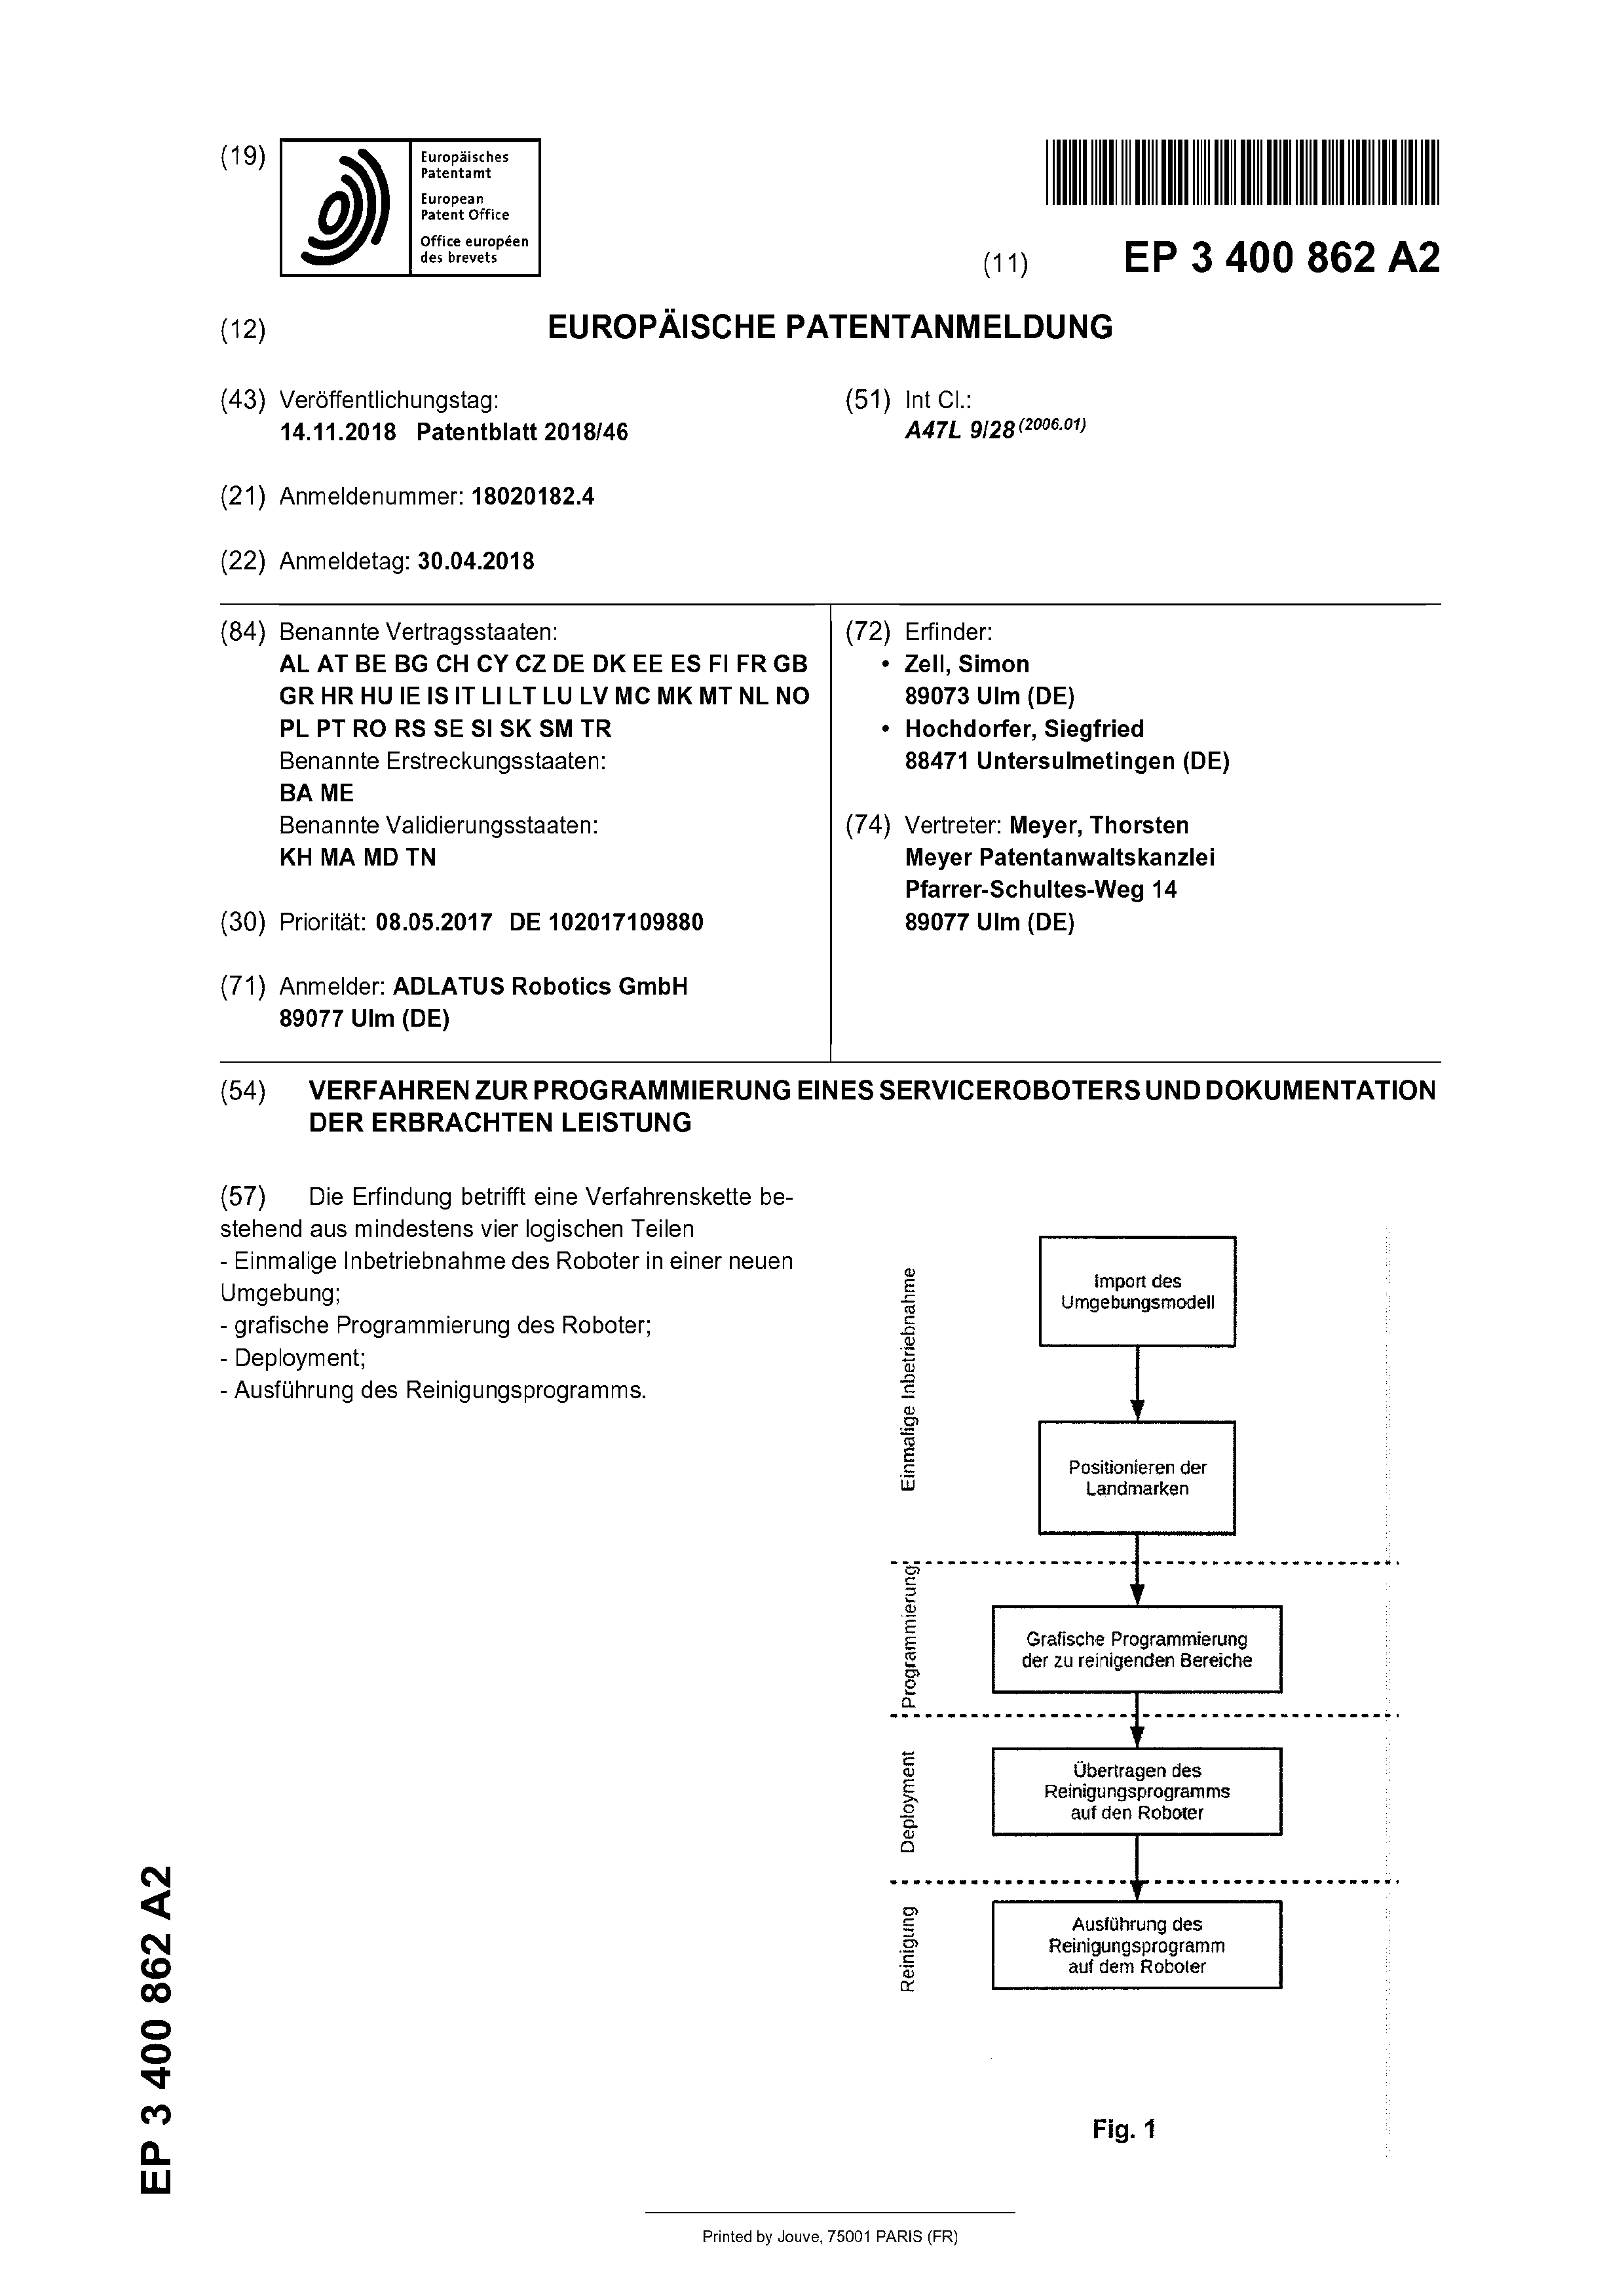 (19)
Europäisches
Patentamt
European
Patent Office
Office européen
des brevets
(11) EP 3 400 862 A2
(12) EUROPÄISCHE PATENTANMELDUNG
(43) Veröffentlichungstag:
14.11.2018 Patentblatt 2018/46
(21) Anmeldenummer: 18020182.4
(22) Anmeldetag: 30.04.2018
(51) Int Cl.:
A47L 9/28 (2006.01)
(84) Benannte Vertragsstaaten:
AL AT BE BG CH CY CZ DE DK EE ES FI FR GB
GR HR HU IE IS IT LI LT LU LV MC MK MT NL NO
PL PT RO RS SE SI SK SM TR
Benannte Erstreckungsstaaten:
BA ME
Benannte Validierungsstaaten:
KH MA MD TN
(30) Priorität: 08.05.2017 DE 102017109880
(71) Anmelder: ADLATUS Robotics GmbH
89077 Ulm (DE)
(72) Erfinder:
• Zell, Simon
89073 Ulm (DE)
• Hochdorfer, Siegfried
88471 Untersulmetingen (DE)
(74) Vertreter: Meyer, Thorsten
Meyer Patentanwaltskanzlei
Pfarrer-Schultes-Weg 14
89077 Ulm (DE)
(54) VERFAHREN ZUR PROGRAMMIERUNG EINES SERVICEROBOTERS UND DOKUMENTATION
DER ERBRACHTEN LEISTUNG
(57) Die Erfindung betrifft eine Verfahrenskette be-
stehend aus mindestens vier logischen Teilen
- Einmalige Inbetriebnahme des Roboter in einer neuen
Umgebung;
- grafische Programmierung des Roboter;
- Deployment;
- Ausführung des Reinigungsprogramms.
Einmalige Inbetriebnahme
Import des
Umgebungsmodell
Positionieren der
Landmarken
Programmierung
Grafische Programmierung
der zu reinigenden Bereiche
Deployment
Übertragen des
Reinigungsprogramms
auf den Roboter
Reinigung
Ausführung des
Reinigungsprogramm
auf dem Roboter
Fig. 1
EP 3 400 862 A2
Printed by Jouve, 75001 PARIS (FR)